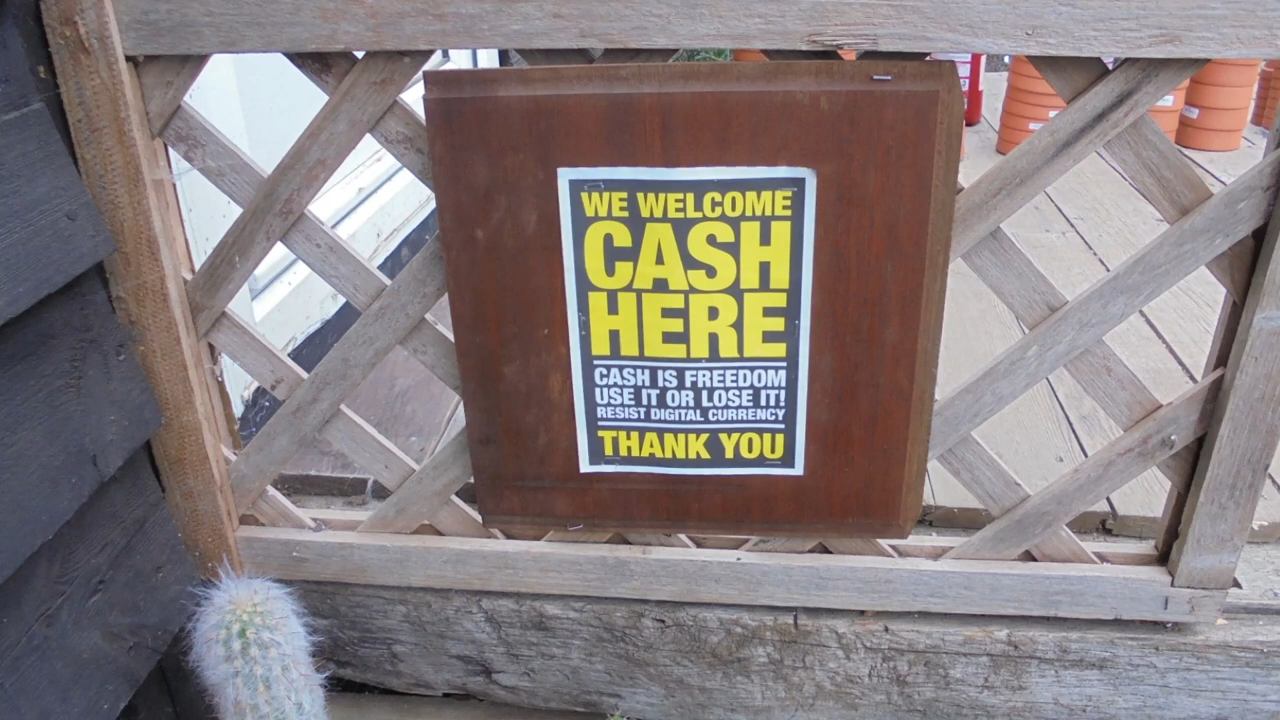 WE WELCOME
CASH
HERE
CASH IS FREEDOM
USE IT OR LOSE IT!
RESIST DIGITAL CURRENCY
THANK YOU